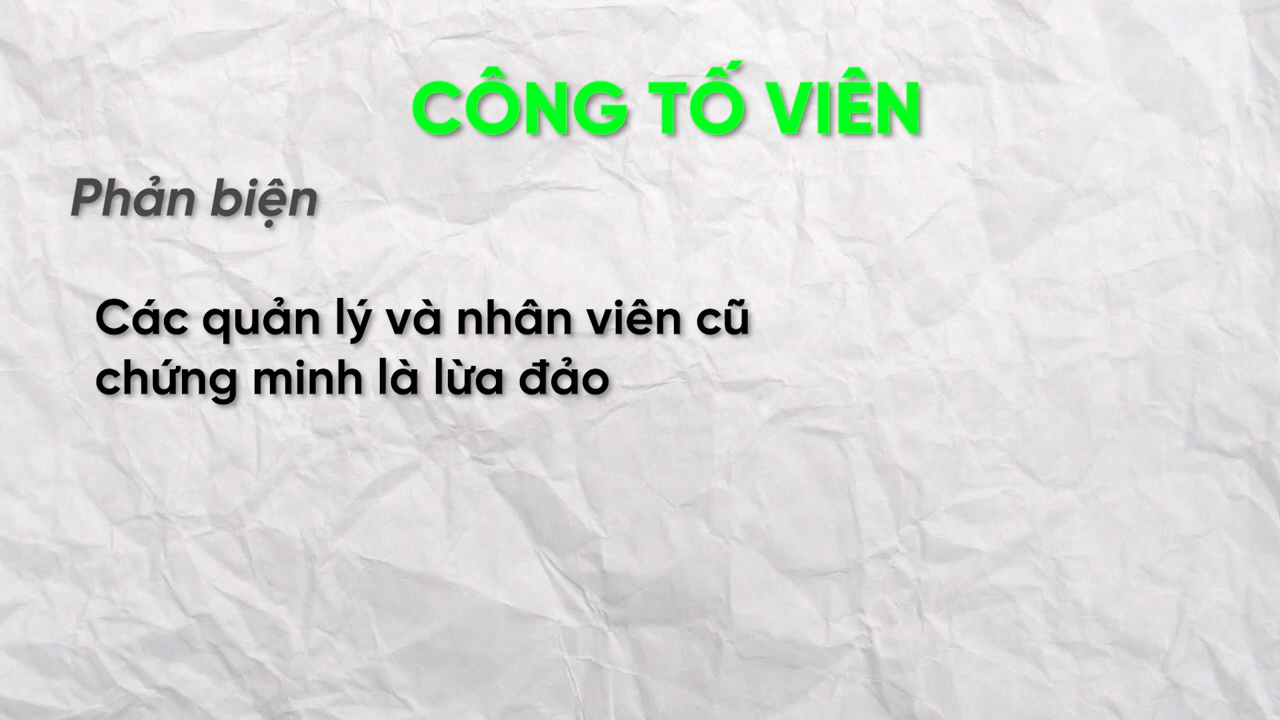 CÔNG TỐ VIÊN
Phản biện
Các quản lý và nhân viên cũ
chứng minh là lừa đảo